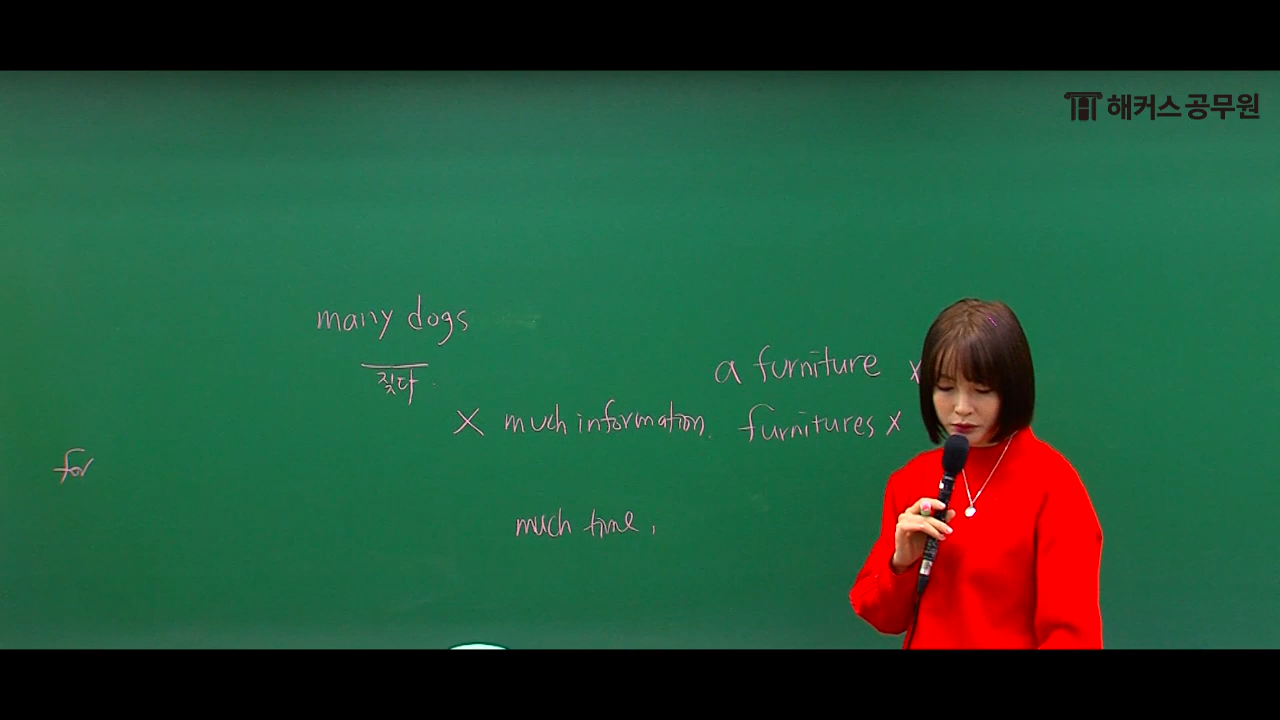 해커스 공무원
many dogs
짖다.
a furniture x
X much information. furnitures x
for
much time,